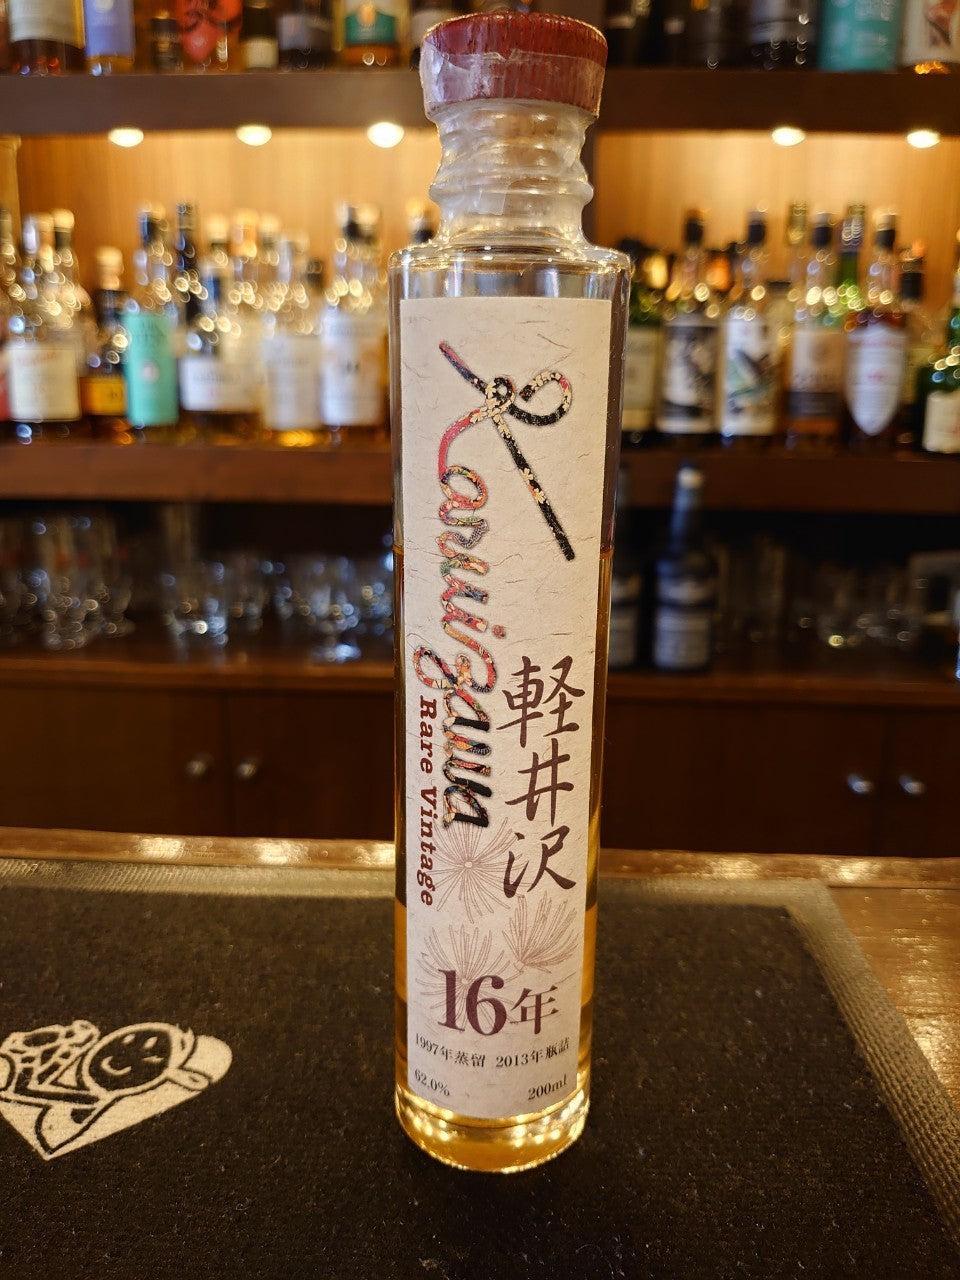 Karuizawa
Rare Vintage
軽井沢
16年
1997年蒸留 2013年瓶詰
62.0% 200ml